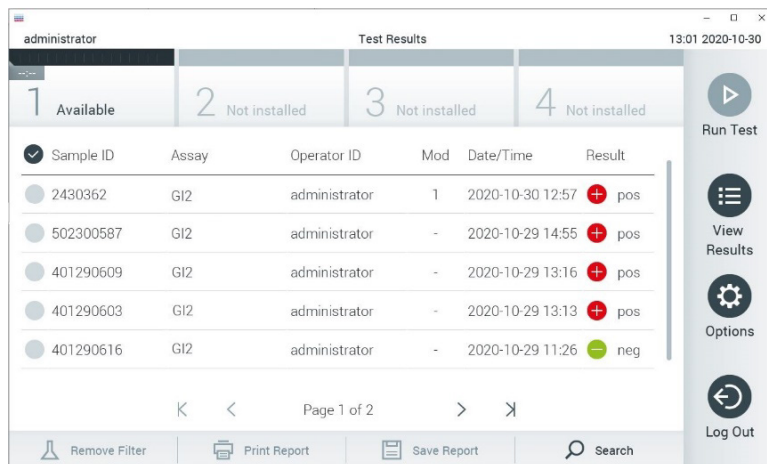 administrator Test Results 13:01 2020-10-30
--:--
1 Available 2 Not installed 3 Not installed 4 Not installed
Run Test
Sample ID Assay Operator ID Mod Date/Time Result
2430362 GI2 administrator 1 2020-10-30 12:57 pos
502300587 GI2 administrator - 2020-10-29 14:55 pos
View
Results
401290609 GI2 administrator - 2020-10-29 13:16 pos
401290603 GI2 administrator - 2020-10-29 13:13 pos
Options
401290616 GI2 administrator - 2020-10-29 11:26 neg
Page 1 of 2
Log Out
Remove Filter Print Report Save Report Search